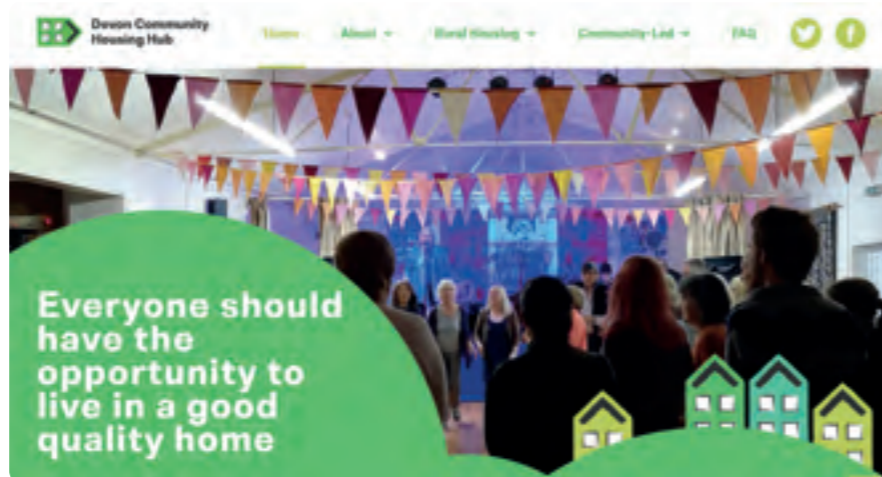 Devon Community
Housing Hub
Home
About
Rural Housing
Community-Led
FAQ
Everyone should
have the
opportunity to
live in a good
quality home